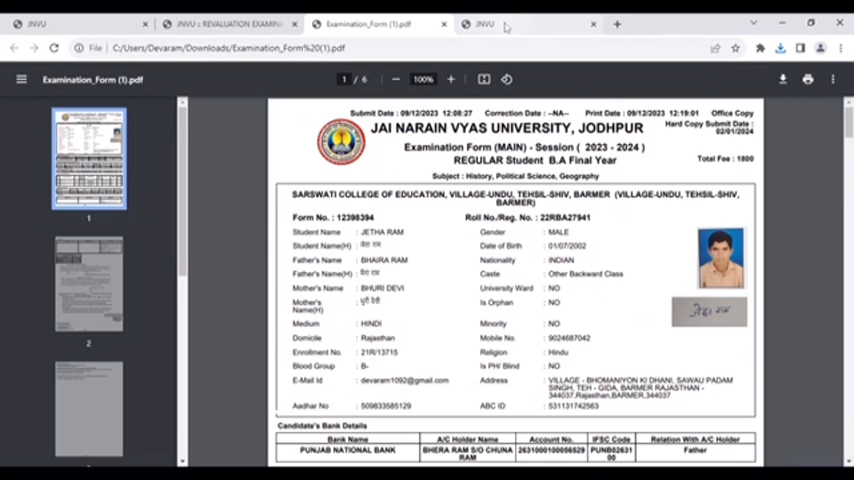 JNVU
JNVU :: REVALUATION EXAMIN
Examination_Form (1).pdf
JNVU
File
C:/Users/Devaram/Downloads/Examination_Form%20(1).pdf
Examination_Form (1).pdf
1 / 6
100%
Submit Date : 09/12/2023 12:08:27 Correction Date : --NA-- Print Date : 09/12/2023 12:19:01 Office Copy
JAI NARAIN VYAS UNIVERSITY, JODHPUR
Hard Copy Submit Date : 02/01/2024
Examination Form (MAIN) - Session ( 2023 - 2024 )
REGULAR Student B.A Final Year
Total Fee : 1800
Subject : History, Political Science, Geography
SARSWATI COLLEGE OF EDUCATION, VILLAGE-UNDU, TEHSIL-SHIV, BARMER (VILLAGE-UNDU, TEHSIL-SHIV,
BARMER)
Form No. : 12398394 Roll No./Reg. No. : 22RBA27941
Student Name : JETHA RAM Gender : MALE
Student Name(H) : जेठा राम Date of Birth : 01/07/2002
Father's Name : BHAIRA RAM Nationality : INDIAN
Father's Name(H) : भैरा राम Caste : Other Backward Class
Mother's Name : BHURI DEVI University Ward : NO
Mother's Name(H) : भुरी देवी Is Orphan : NO
Medium : HINDI Minority : NO
Domicile : Rajasthan Mobile No. : 9024687042
Enrollment No. : 21R/13715 Religion : Hindu
Blood Group : B- Is PH/ Blind : NO
E-Mail Id : devaram1092@gmail.com Address : VILLAGE - BHOMANIYON KI DHANI, SAWAU PADAM
SINGH, TEH - GIDA, BARMER RAJASTHAN -
344037,Rajasthan,BARMER,344037
Aadhar No : 509833585129 ABC ID : 531131742563
जेठा राम
Candidate's Bank Details
Bank Name A/C Holder Name Account No. IFSC Code Relation With A/C Holder
PUNJAB NATIONAL BANK BHERA RAM S/O CHUNA RAM 2631000100056529 PUNB0263100 Father
1
2